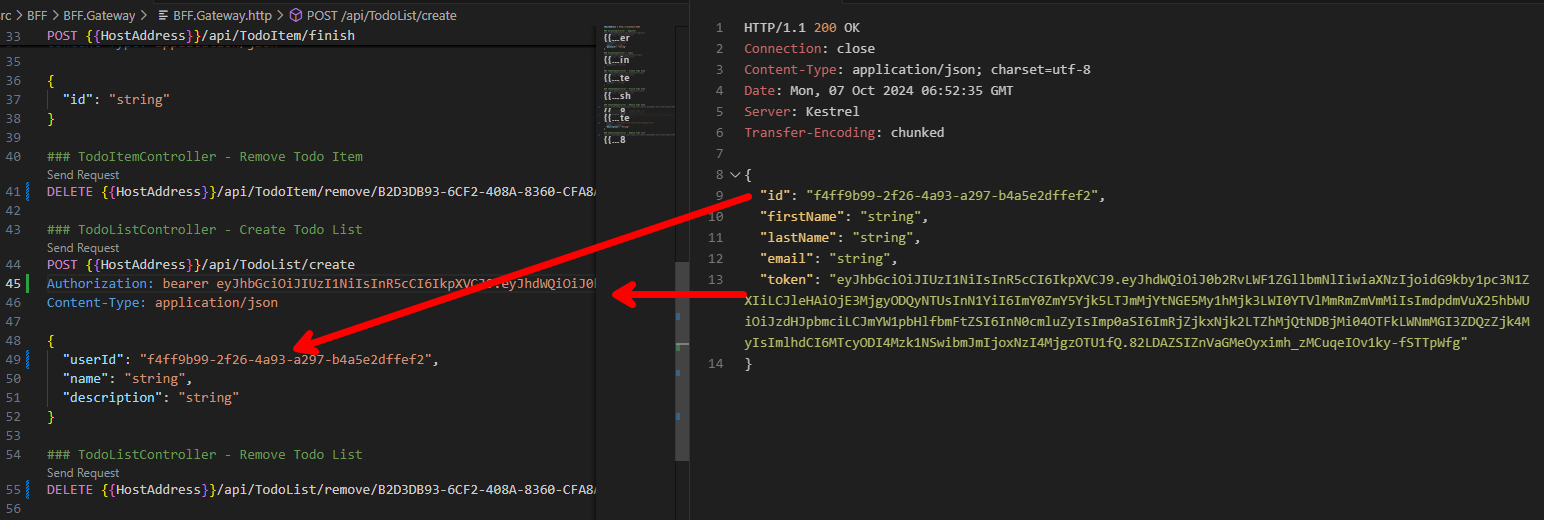 rc > BFF > BFF.Gateway > BFF.Gateway.http > POST /api/TodoList/create
33 POST {{HostAddress}}/api/TodoItem/finish
35
36 {
37 "id": "string"
38 }
39
40 ### TodoItemController - Remove Todo Item
Send Request
41 DELETE {{HostAddress}}/api/TodoItem/remove/B2D3DB93-6CF2-408A-8360-CFA8
42
43 ### TodoListController - Create Todo List
Send Request
44 POST {{HostAddress}}/api/TodoList/create
45 Authorization: bearer eyJhbGciOiJIUzI1NiIsInR5cCI6IkpXVCJ9.eyJhdWQiOiJ0b
46 Content-Type: application/json
47
48 {
49 "userId": "f4ff9b99-2f26-4a93-a297-b4a5e2dffef2",
50 "name": "string",
51 "description": "string"
52 }
53
54 ### TodoListController - Remove Todo List
Send Request
55 DELETE {{HostAddress}}/api/TodoList/remove/B2D3DB93-6CF2-408A-8360-CFA8
56
{{...er
{{...in
{{...te
{{...sh
{{...te
{{...8
1 HTTP/1.1 200 OK
2 Connection: close
3 Content-Type: application/json; charset=utf-8
4 Date: Mon, 07 Oct 2024 06:52:35 GMT
5 Server: Kestrel
6 Transfer-Encoding: chunked
7
8 {
9 "id": "f4ff9b99-2f26-4a93-a297-b4a5e2dffef2",
10 "firstName": "string",
11 "lastName": "string",
12 "email": "string",
13 "token": "eyJhbGciOiJIUzI1NiIsInR5cCI6IkpXVCJ9.eyJhdWQiOiJ0b2RvLWF1ZGllbmNlIiwiaXNzIjoidG9kby1pc3N1Z
XIiLCJleHAiOjE3MjgyODQyNTUsInN1YiI6ImY0ZmY5Yjk5LTJmMjYtNGE5My1hMjk3LWI0YTVlMmRmZmVmMiIsImdpdmVuX25hbWU
iOiJzdHJpbmciLCJmYW1pbHlfbmFtZSI6InN0cmluZyIsImp0aSI6ImRjZjkxNjk2LTZhMjQtNDBjMi04OTFkLWNmMGI3ZDQzZjk4M
yIsImlhdCI6MTcyODI4Mzk1NSwibmJmIjoxNzI4MjgzOTU1fQ.82LDAZSIZnVaGMeOyximh_zMCuqeIOv1ky-fSTTpWfg"
14 }